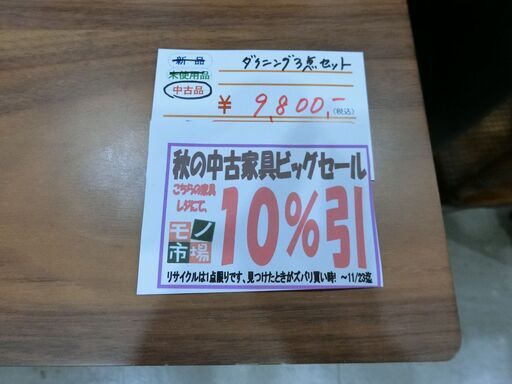 新品
未使用品
中古品
ダイニング3点セット
¥ 9,800,- (税込)
秋の中古家具ビッグセール
こちらの家具
レジにて、
10%引
モノ
市場
リサイクルは1点限りです、見つけたときがズバリ買い時! ～11/23迄